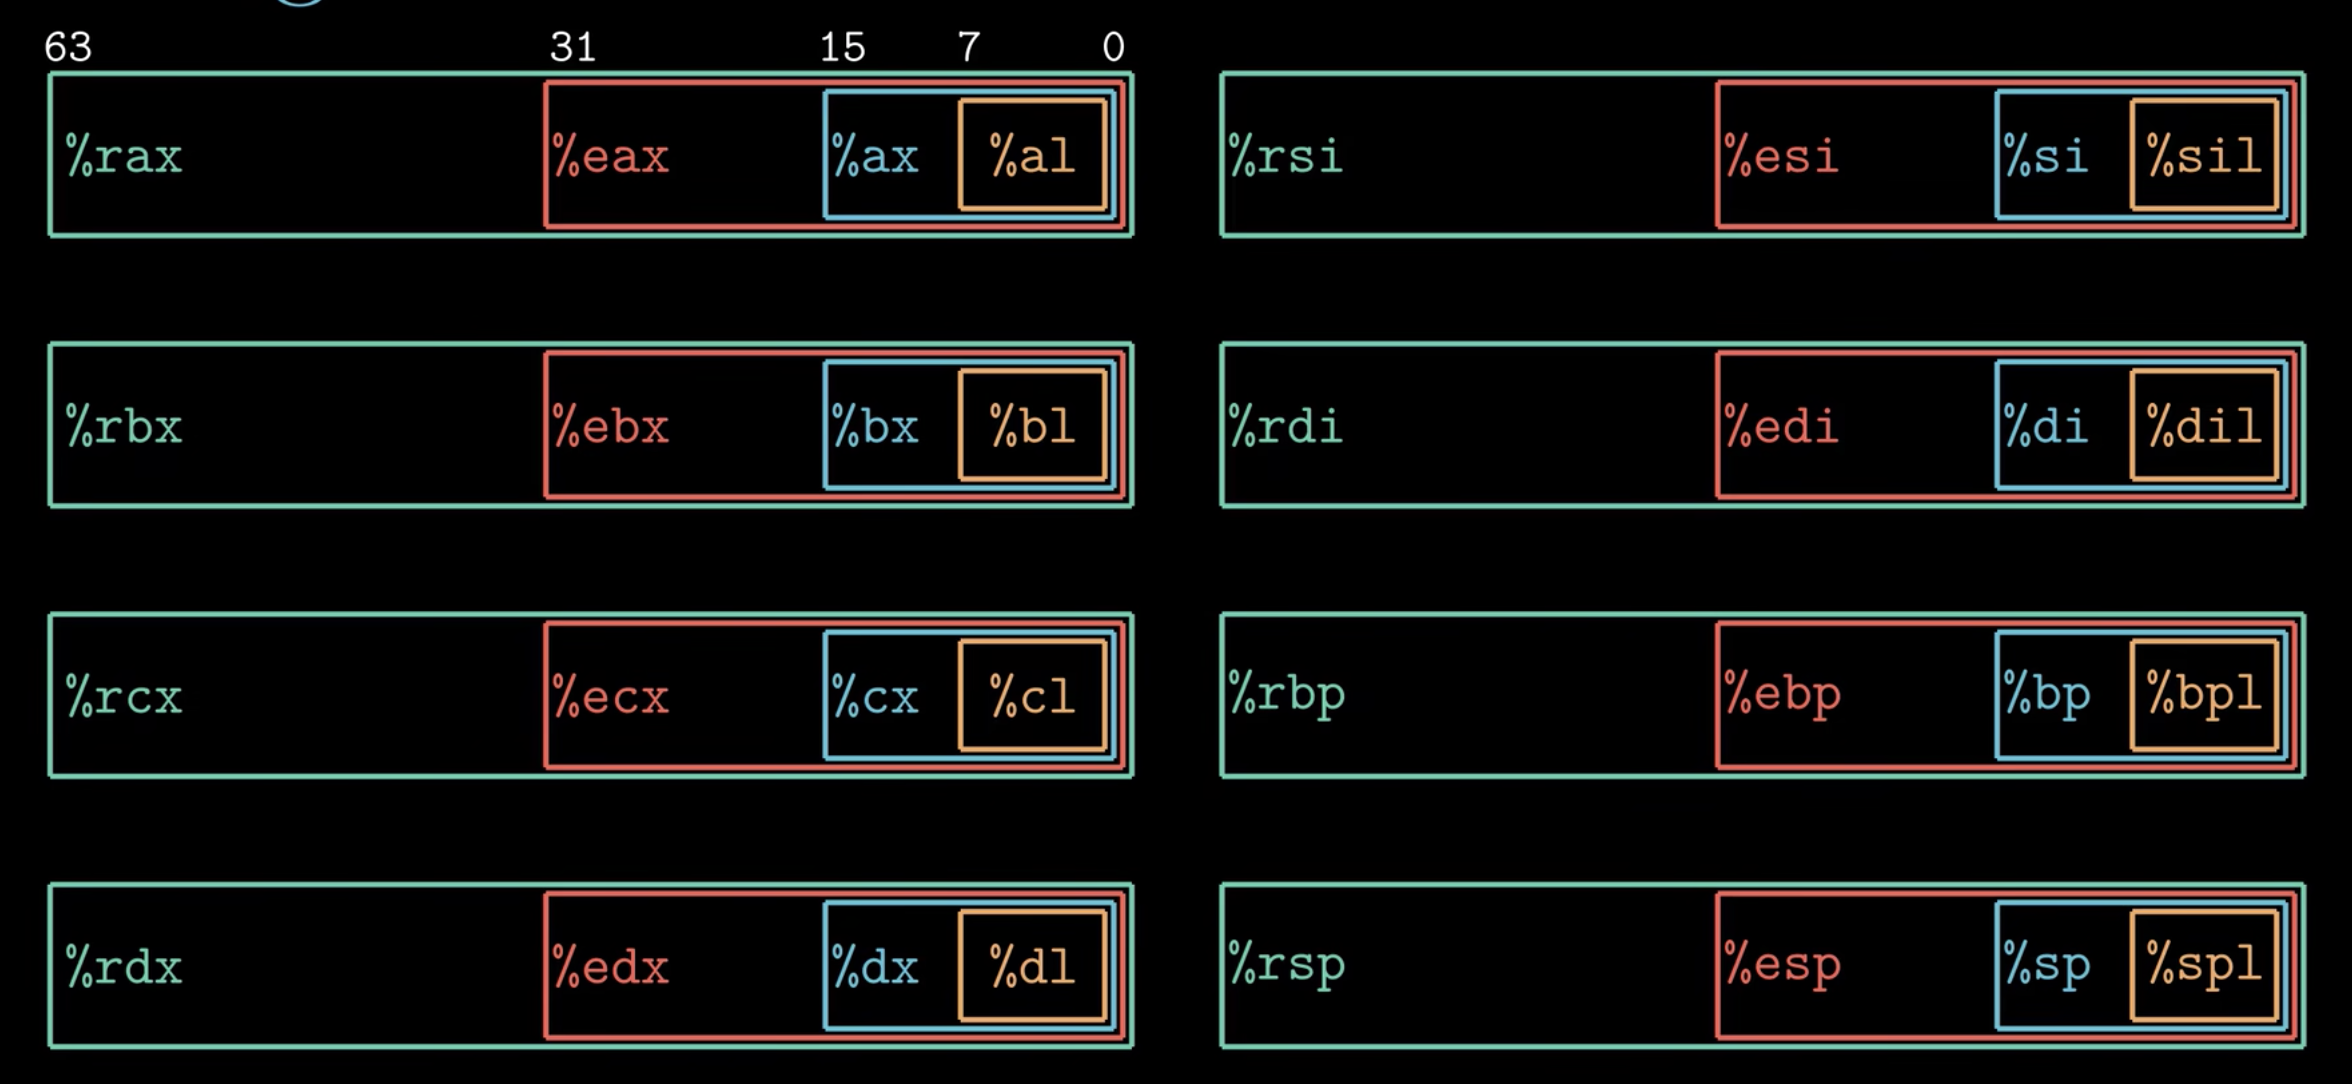 63 31 15 7 0
%rax %eax %ax %al %rsi %esi %si %sil
%rbx %ebx %bx %bl %rdi %edi %di %dil
%rcx %ecx %cx %cl %rbp %ebp %bp %bpl
%rdx %edx %dx %dl %rsp %esp %sp %spl